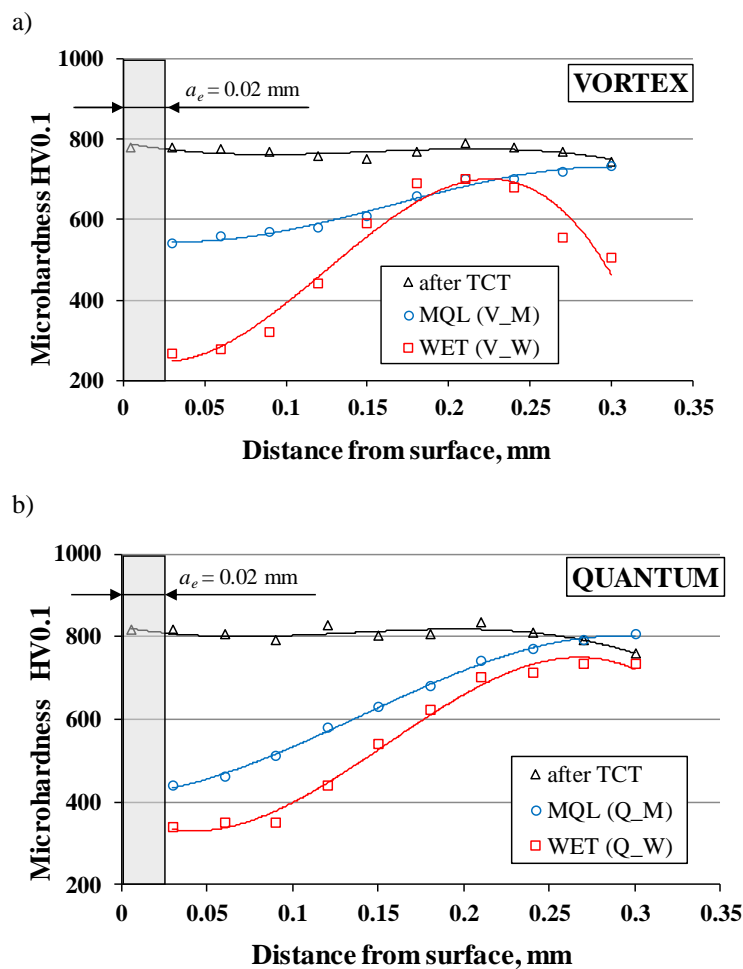 a)
1000
800
600
400
200
0
0.05
0.1
0.15
0.2
0.25
0.3
0.35
Microhardness HV0.1
Distance from surface, mm
aₑ = 0.02 mm
VORTEX
after TCT
MQL (V_M)
WET (V_W)
b)
1000
800
600
400
200
0
0.05
0.1
0.15
0.2
0.25
0.3
0.35
Microhardness HV0.1
Distance from surface, mm
aₑ = 0.02 mm
QUANTUM
after TCT
MQL (Q_M)
WET (Q_W)